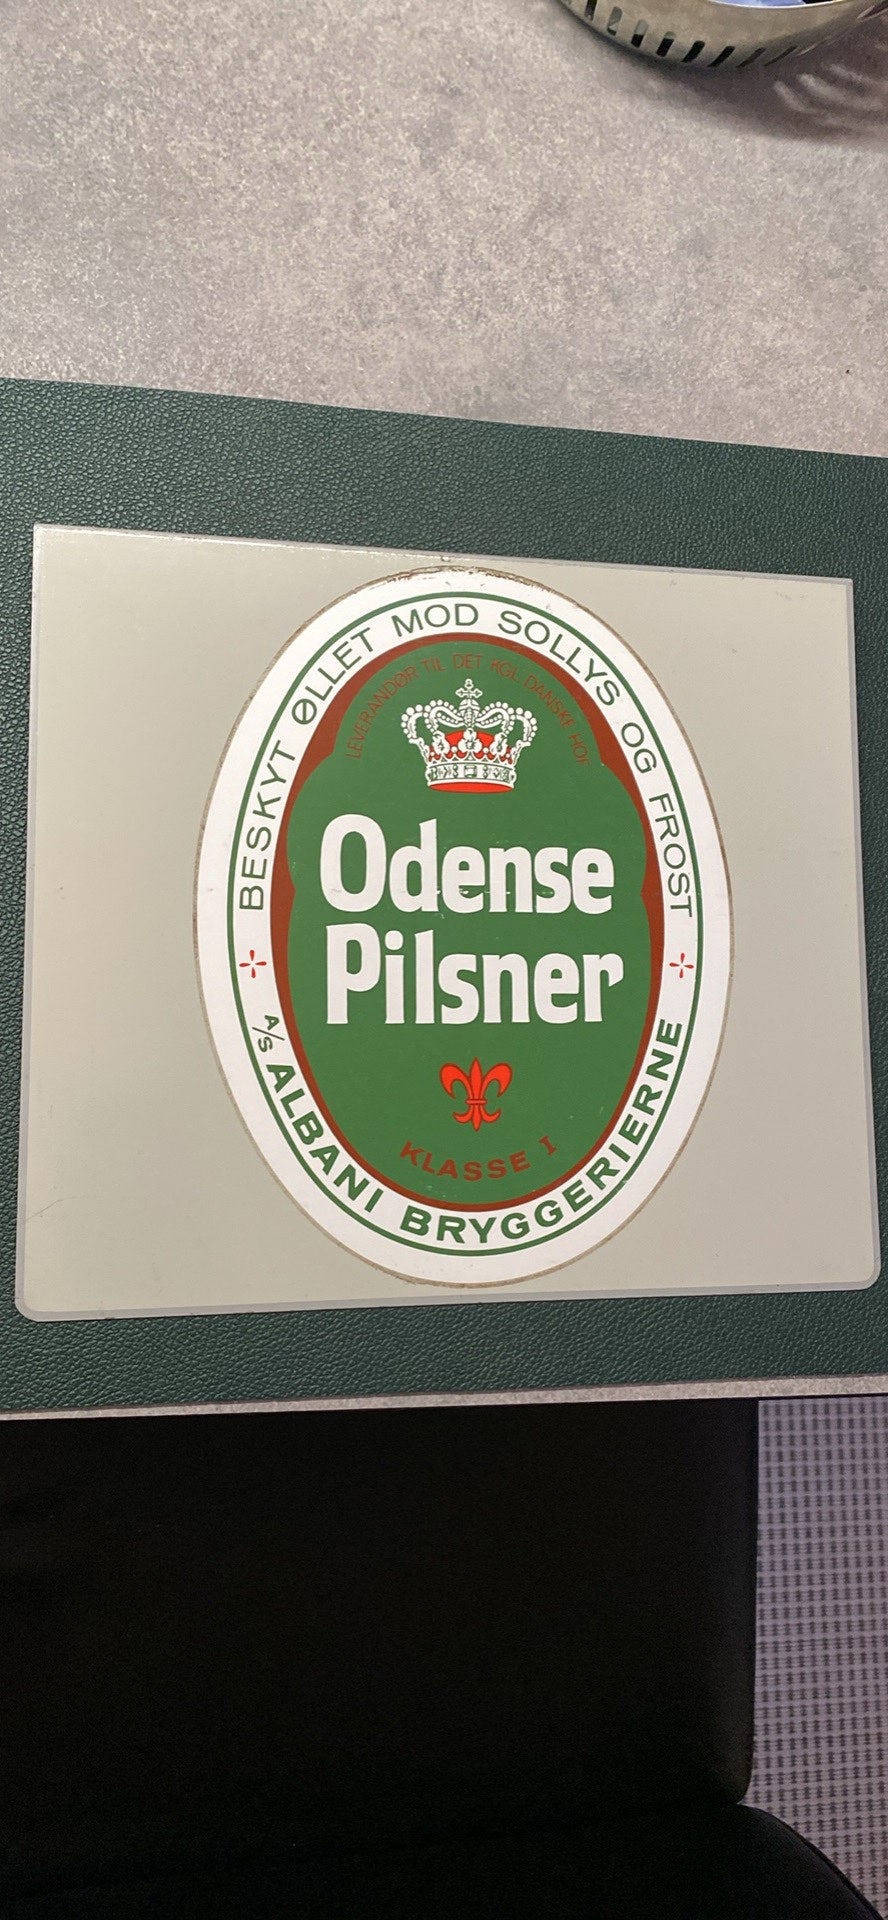 BESKYT ØLLET MOD SOLLYS OG FROST
LEVERANDØR TIL DET KGL. DANSKE HOF
Odense
Pilsner
KLASSE I
A/S ALBANI BRYGGERIERNE